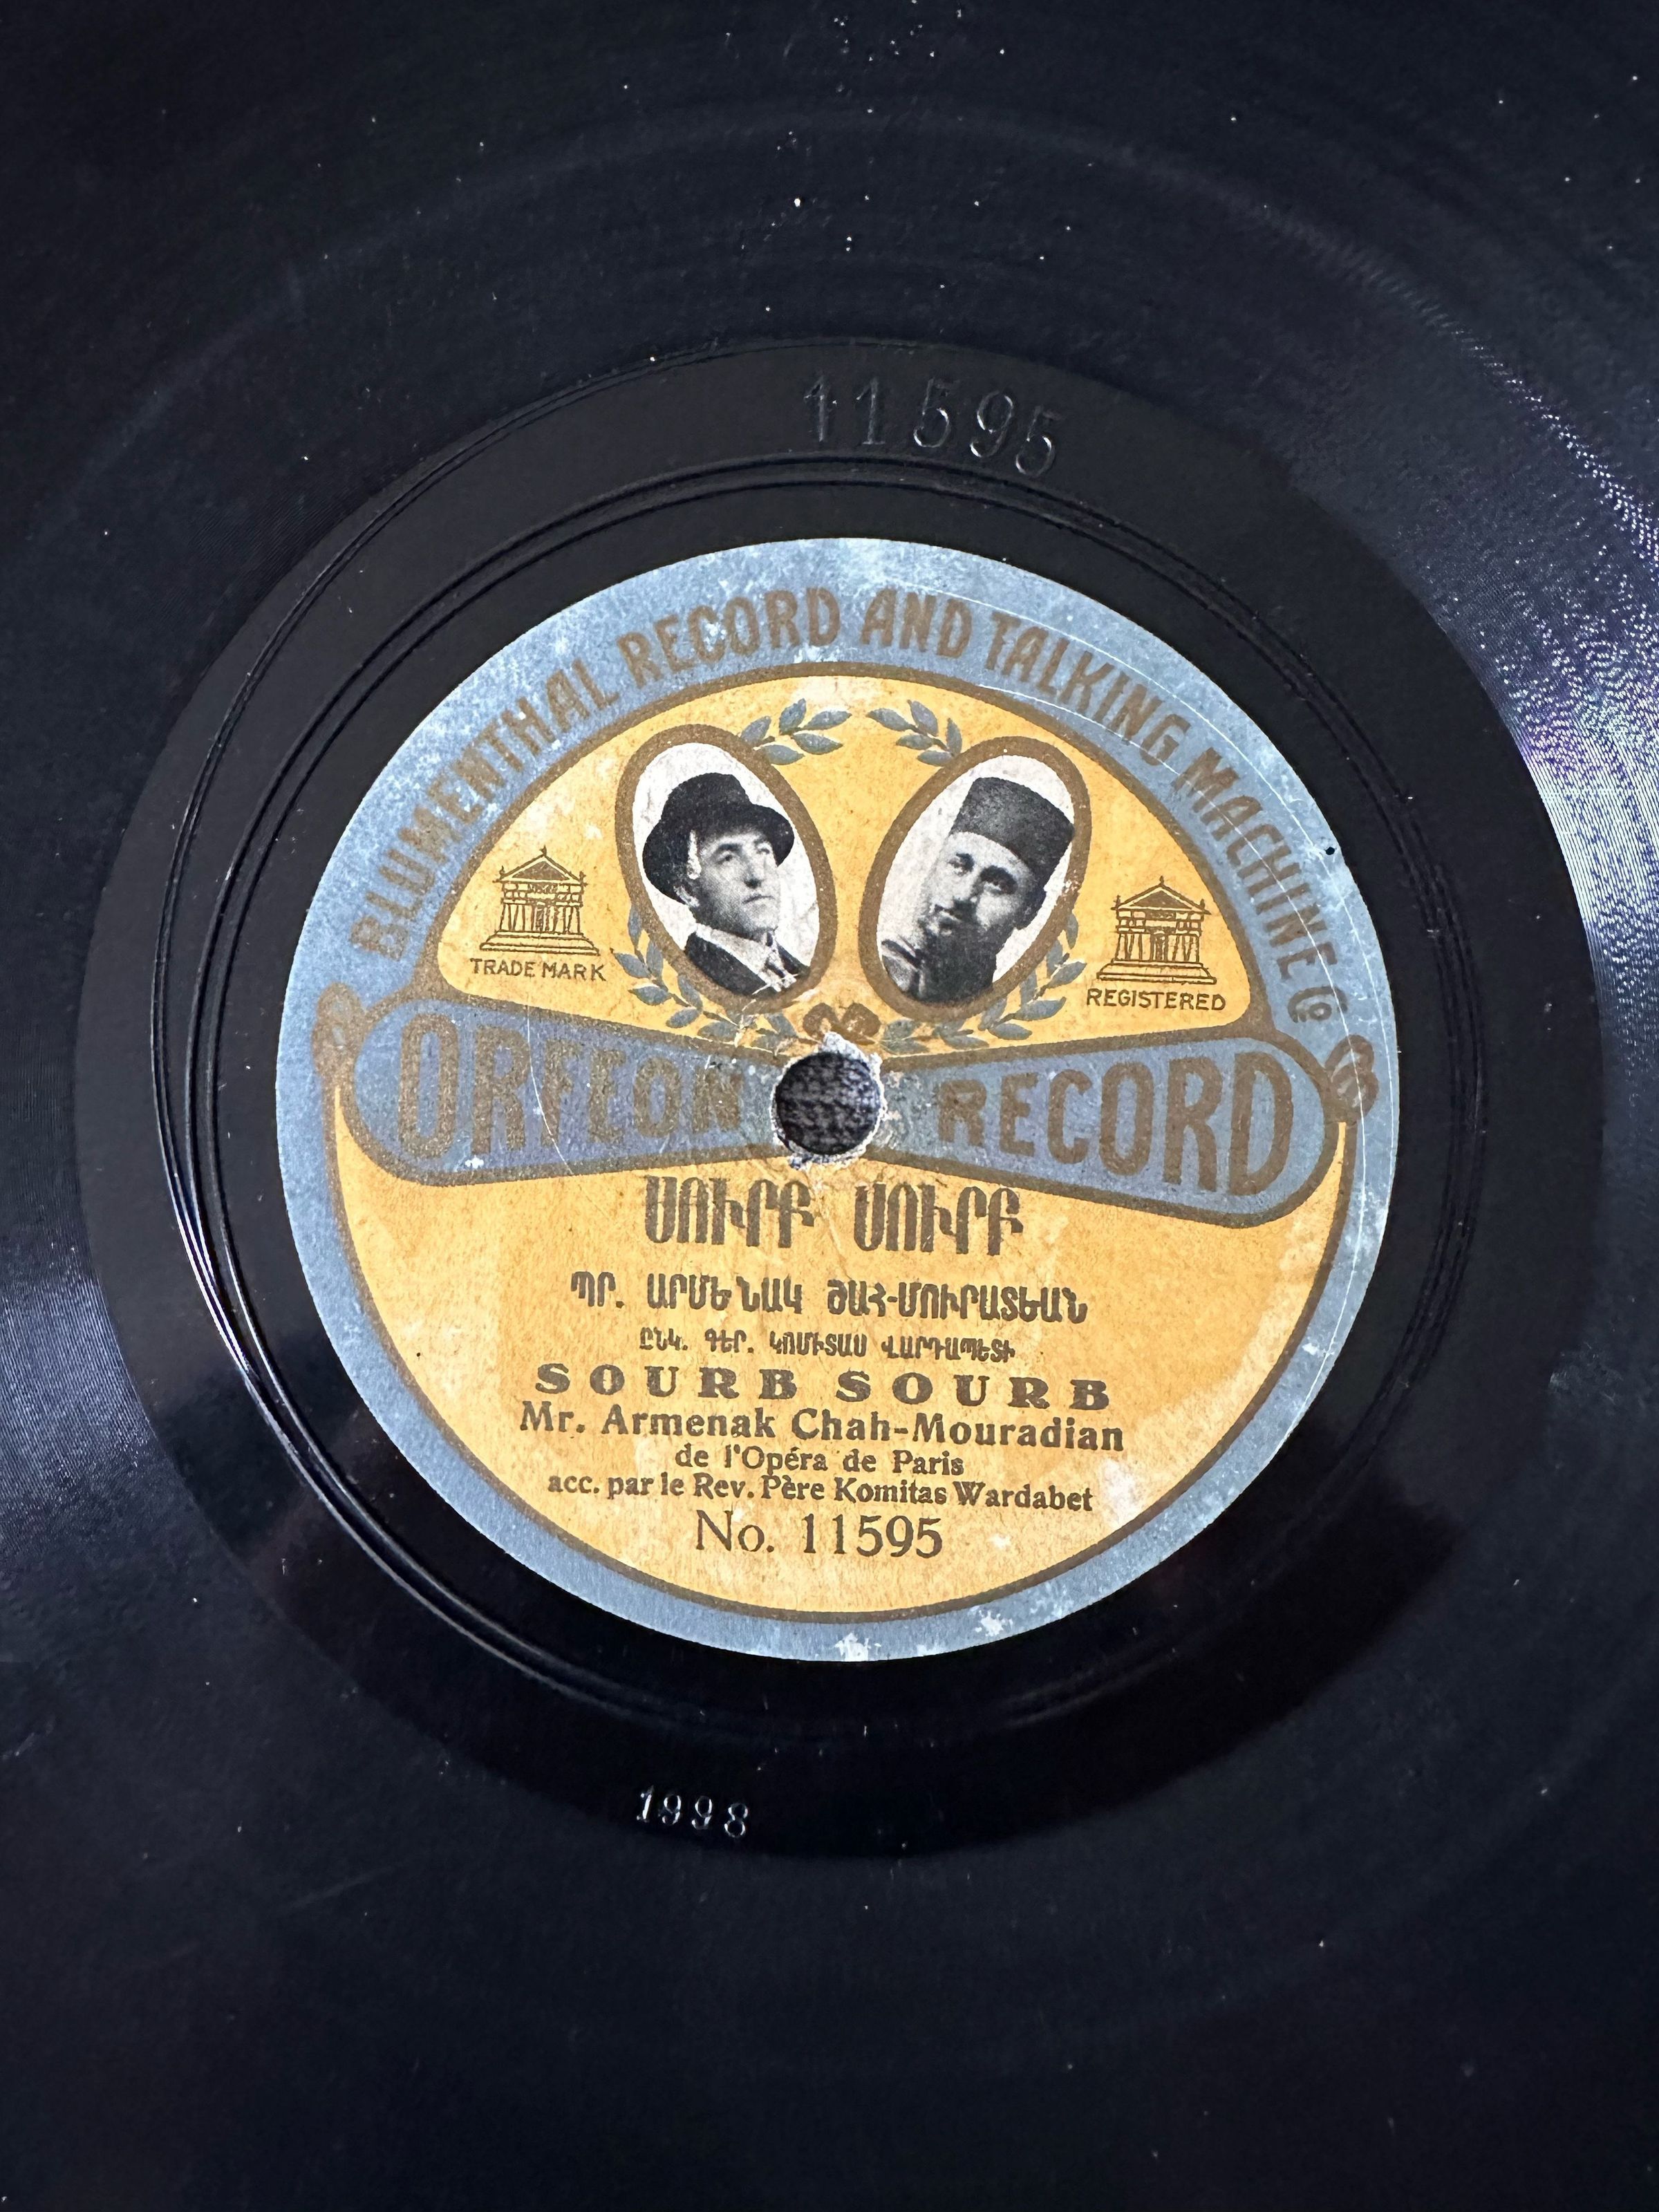 11595
BLUMENTHAL RECORD AND TALKING MACHINE Co
TRADE MARK
REGISTERED
ORFEON RECORD
ՍՈՒՐԲ ՍՈՒՐԲ
ՊՐ. ԱՐՄԵՆԱԿ ՇԱՀ-ՄՈՒՐԱՏԵԱՆ
ԸՆԿ. ԳԵՐ. ԿՈՄԻՏԱՍ ՎԱՐԴԱՊԵՏԻ
SOURB SOURB
Mr. Armenak Chah-Mouradian
de l'Opéra de Paris
acc. par le Rev. Père Komitas Wardabet
No. 11595
1998